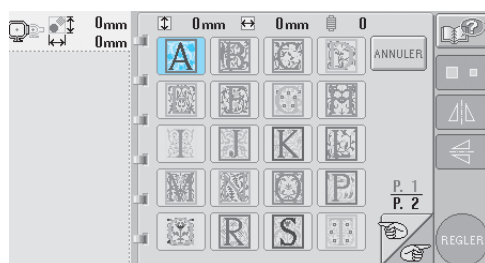 0mm
0mm
0mm 0mm 0
A B C
ANNULER
E G H
I J K L
M N O P
P. 1
P. 2
R S T
REGLER